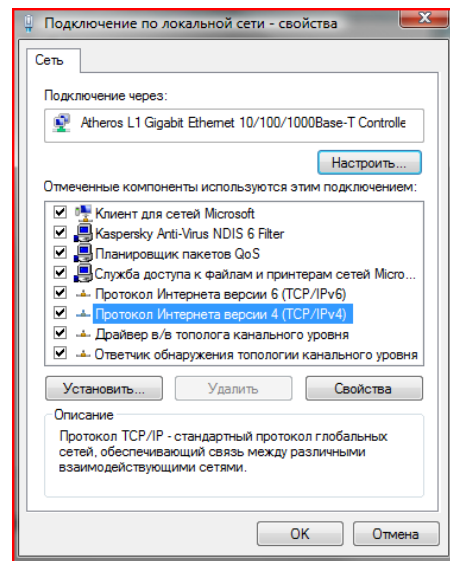 Подключение по локальной сети - свойства
Сеть
Подключение через:
Atheros L1 Gigabit Ethernet 10/100/1000Base-T Controlle
Настроить...
Отмеченные компоненты используются этим подключением:
Клиент для сетей Microsoft
Kaspersky Anti-Virus NDIS 6 Filter
Планировщик пакетов QoS
Служба доступа к файлам и принтерам сетей Micro...
Протокол Интернета версии 6 (TCP/IPv6)
Протокол Интернета версии 4 (TCP/IPv4)
Драйвер в/в тополога канального уровня
Ответчик обнаружения топологии канального уровня
Установить... Удалить Свойства
Описание
Протокол TCP/IP - стандартный протокол глобальных
сетей, обеспечивающий связь между различными
взаимодействующими сетями.
OK Отмена